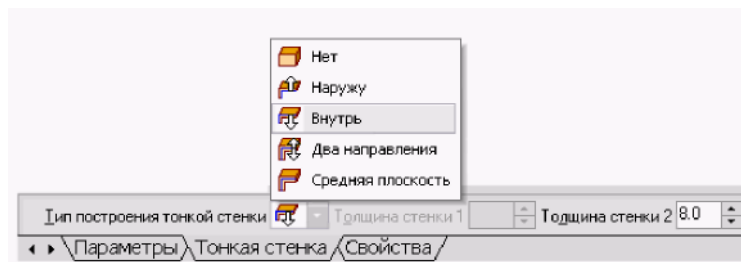 Нет
Наружу
Внутрь
Два направления
Средняя плоскость
Тип построения тонкой стенки Толщина стенки 1 Толщина стенки 2 8.0
Параметры Тонкая стенка Свойства